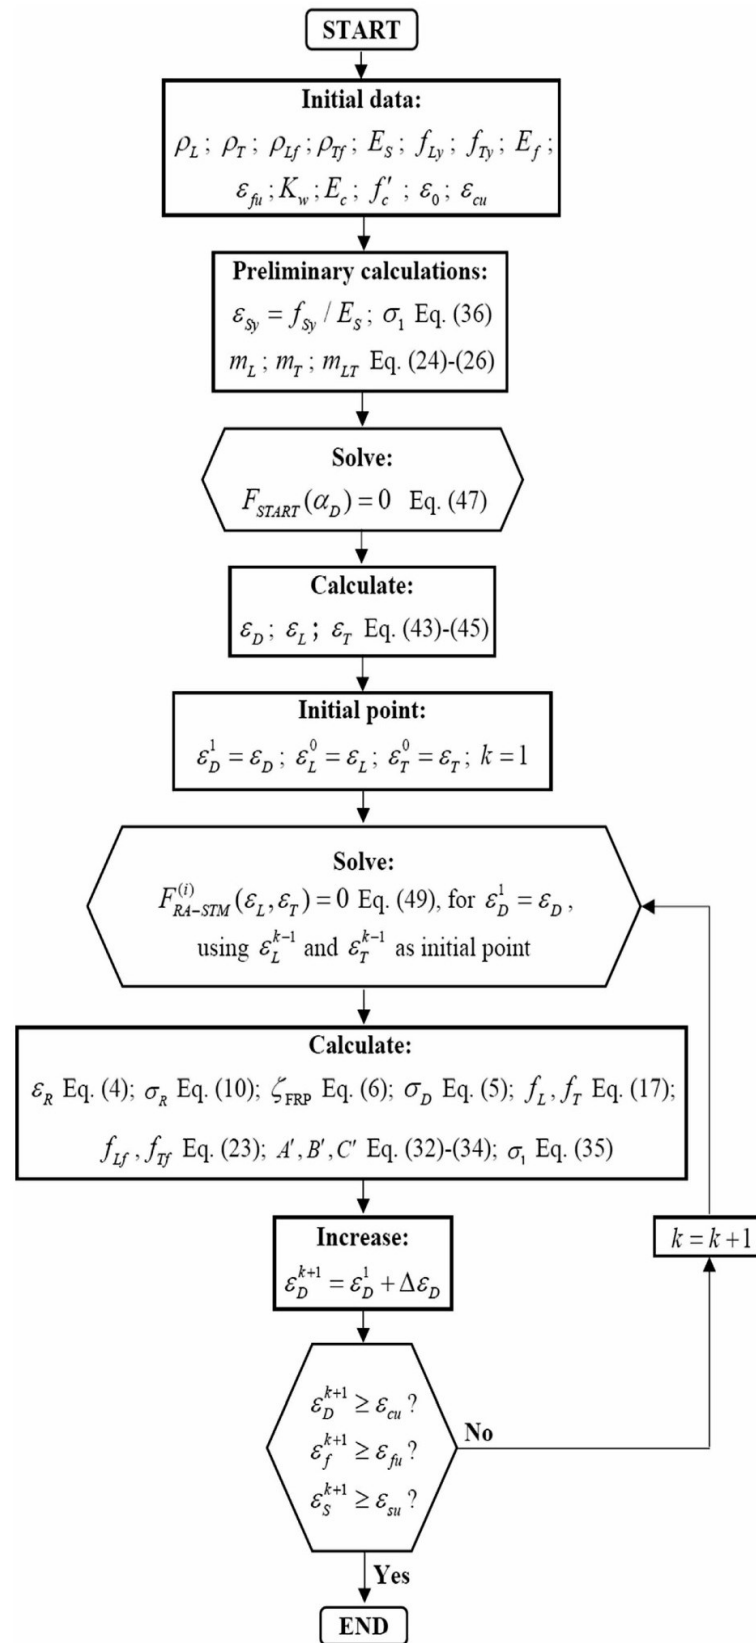 START
Initial data:
ρ_L ; ρ_T ; ρ_Lf ; ρ_Tf ; E_S ; f_Ly ; f_Ty ; E_f ;
ε_fu ; K_w ; E_c ; f′_c ; ε_0 ; ε_cu
Preliminary calculations:
ε_Sy = f_Sy / E_S ; σ_1 Eq. (36)
m_L ; m_T ; m_LT Eq. (24)-(26)
Solve:
F_START(α_D) = 0 Eq. (47)
Calculate:
ε_D ; ε_L ; ε_T Eq. (43)-(45)
Initial point:
ε_D^1 = ε_D ; ε_L^0 = ε_L ; ε_T^0 = ε_T ; k = 1
Solve:
F_RA−STM^(i)(ε_L, ε_T) = 0 Eq. (49), for ε_D^1 = ε_D ,
using ε_L^k−1 and ε_T^k−1 as initial point
Calculate:
ε_R Eq. (4); σ_R Eq. (10); ζ_FRP Eq. (6); σ_D Eq. (5); f_L , f_T Eq. (17);
f_Lf , f_Tf Eq. (23); A′, B′, C′ Eq. (32)-(34); σ_1 Eq. (35)
Increase:
ε_D^k+1 = ε_D^1 + Δε_D
k = k + 1
ε_D^k+1 ≥ ε_cu ?
ε_f^k+1 ≥ ε_fu ?
ε_S^k+1 ≥ ε_su ?
No
Yes
END